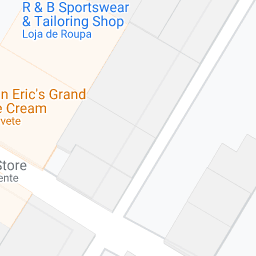 R & B Sportswear
& Tailoring Shop
Loja de Roupa
n Eric's Grand
e Cream
vete
Store
ente